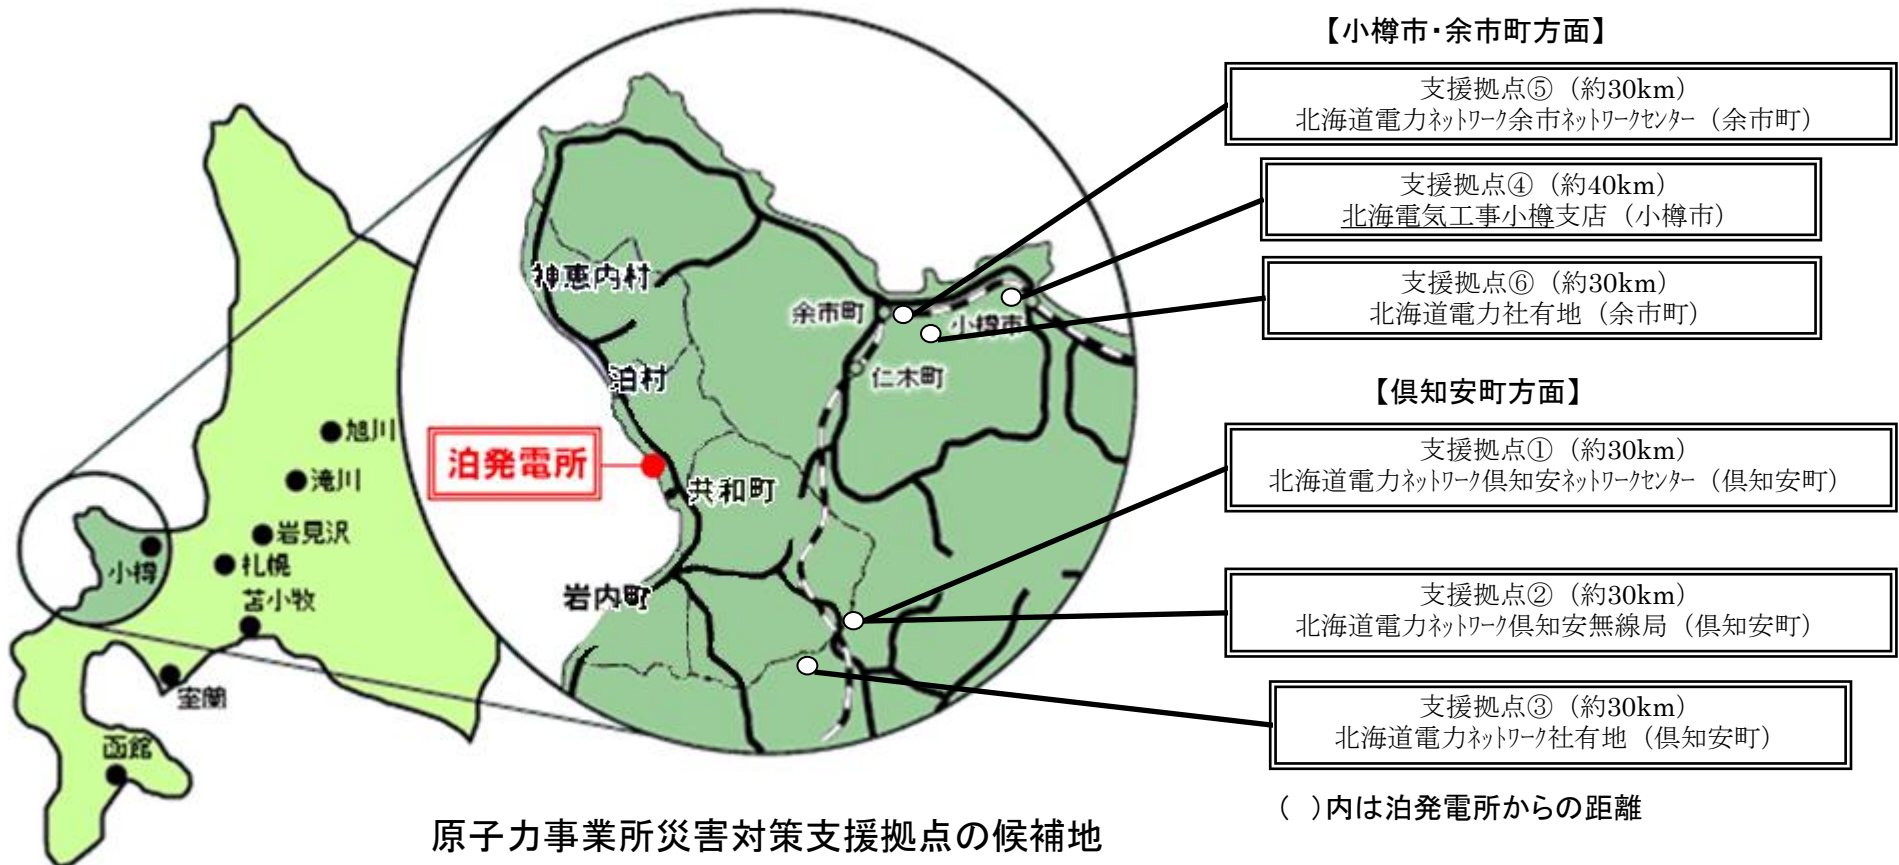 【小樽市・余市町方面】
支援拠点⑤（約30km）
北海道電力ﾈｯﾄﾜｰｸ余市ﾈｯﾄﾜｰｸｾﾝﾀｰ（余市町）
支援拠点④（約40km）
北海電気工事小樽支店（小樽市）
支援拠点⑥（約30km）
北海道電力社有地（余市町）
【倶知安町方面】
支援拠点①（約30km）
北海道電力ﾈｯﾄﾜｰｸ倶知安ﾈｯﾄﾜｰｸｾﾝﾀｰ（倶知安町）
支援拠点②（約30km）
北海道電力ﾈｯﾄﾜｰｸ倶知安無線局（倶知安町）
支援拠点③（約30km）
北海道電力ﾈｯﾄﾜｰｸ社有地（倶知安町）
（ ）内は泊発電所からの距離
神恵内村
余市町
小樽市
仁木町
泊村
泊発電所
共和町
岩内町
旭川
滝川
岩見沢
札幌
小樽
苫小牧
室蘭
函館
原子力事業所災害対策支援拠点の候補地